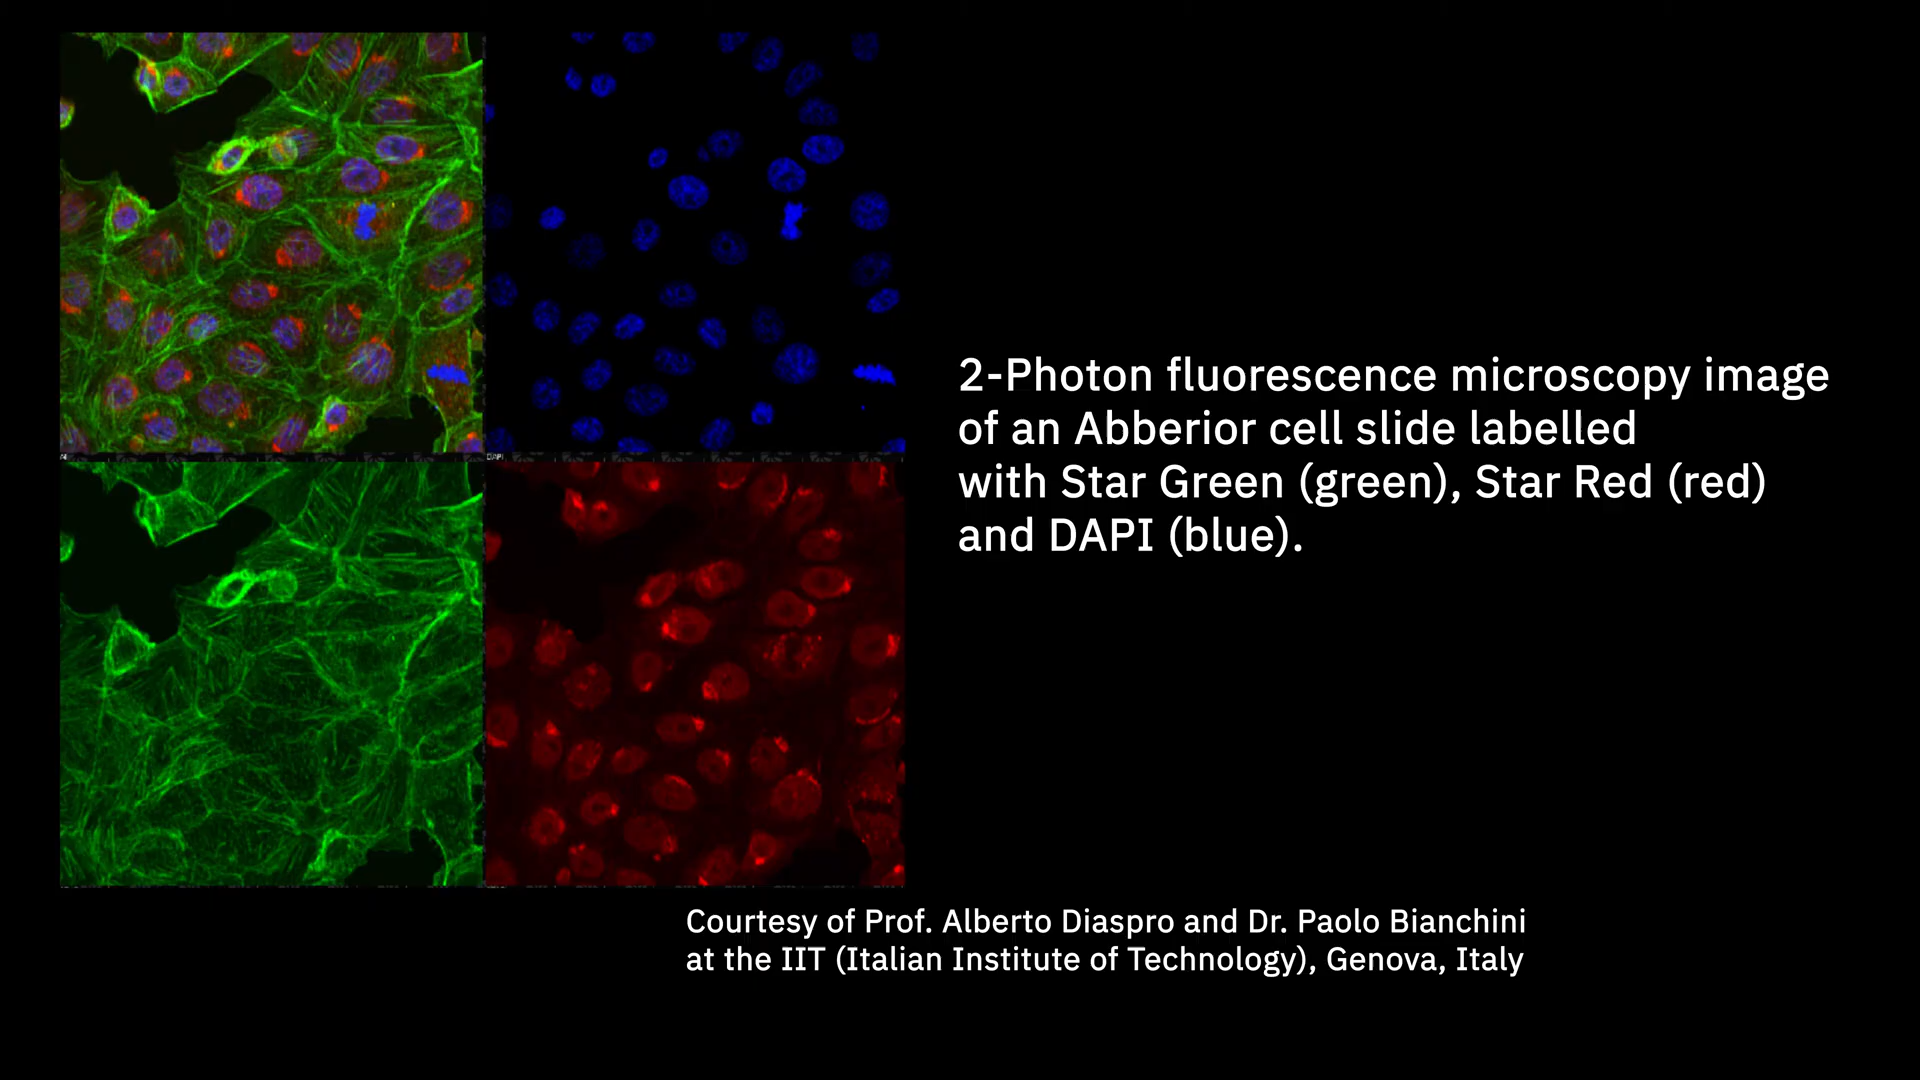 DAPI
2-Photon fluorescence microscopy image
of an Abberior cell slide labelled
with Star Green (green), Star Red (red)
and DAPI (blue).
Courtesy of Prof. Alberto Diaspro and Dr. Paolo Bianchini
at the IIT (Italian Institute of Technology), Genova, Italy